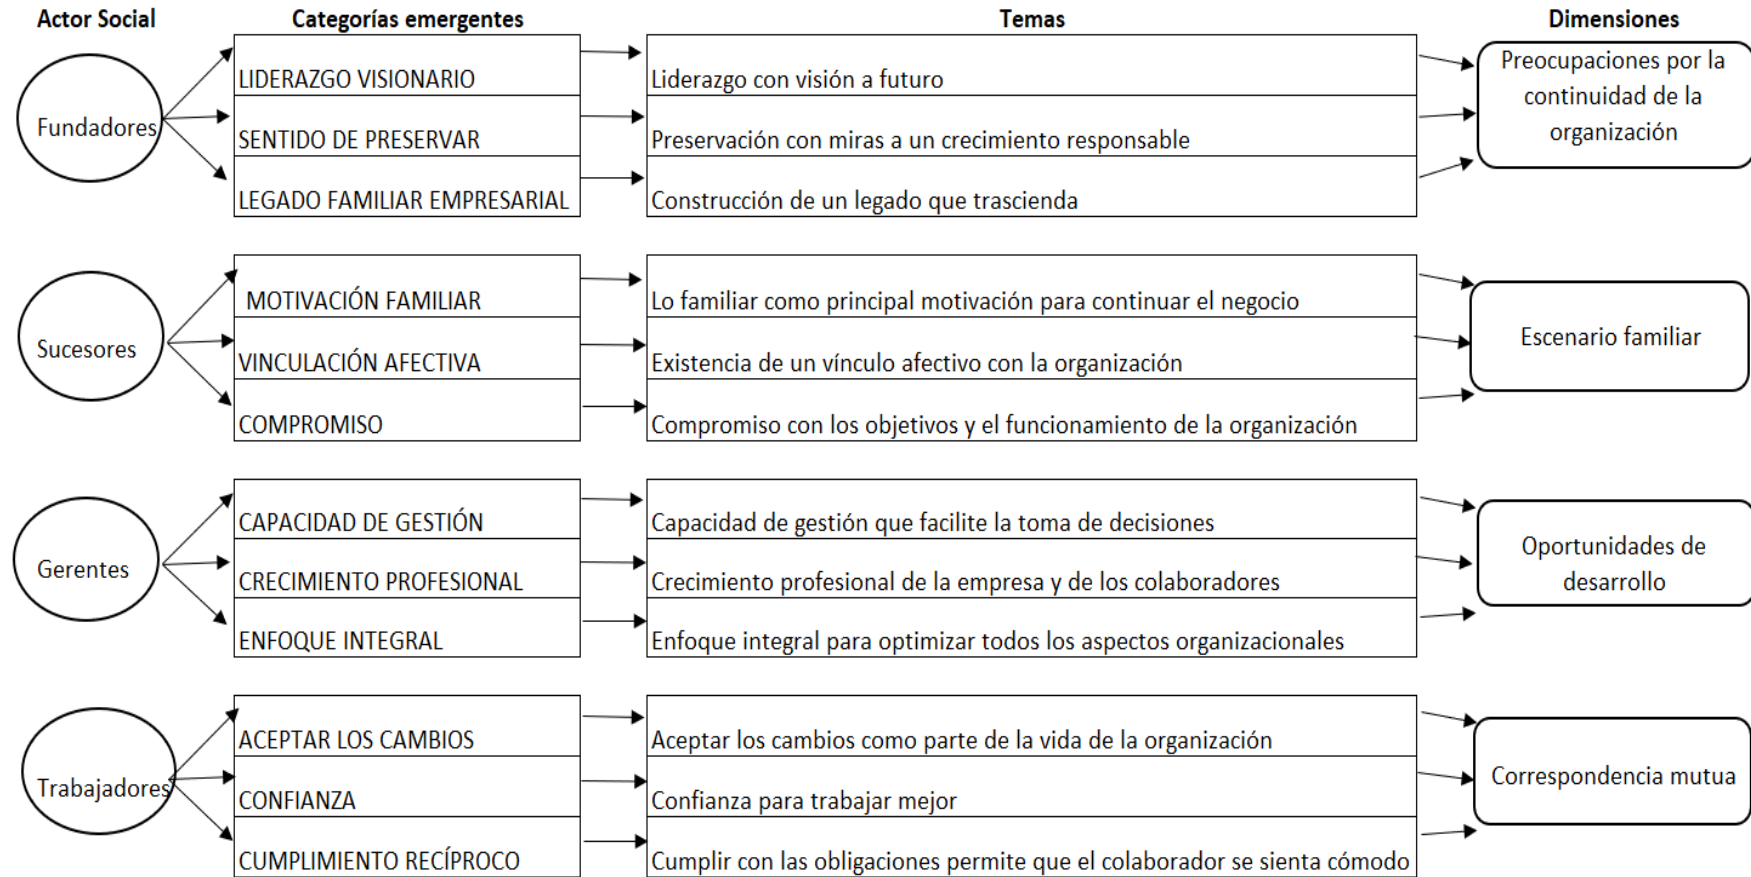 Actor Social
Categorías emergentes
Temas
Dimensiones
Fundadores
LIDERAZGO VISIONARIO
Liderazgo con visión a futuro
SENTIDO DE PRESERVAR
Preservación con miras a un crecimiento responsable
LEGADO FAMILIAR EMPRESARIAL
Construcción de un legado que trascienda
Preocupaciones por la
continuidad de la
organización
Sucesores
MOTIVACIÓN FAMILIAR
Lo familiar como principal motivación para continuar el negocio
VINCULACIÓN AFECTIVA
Existencia de un vínculo afectivo con la organización
COMPROMISO
Compromiso con los objetivos y el funcionamiento de la organización
Escenario familiar
Gerentes
CAPACIDAD DE GESTIÓN
Capacidad de gestión que facilite la toma de decisiones
CRECIMIENTO PROFESIONAL
Crecimiento profesional de la empresa y de los colaboradores
ENFOQUE INTEGRAL
Enfoque integral para optimizar todos los aspectos organizacionales
Oportunidades de
desarrollo
Trabajadores
ACEPTAR LOS CAMBIOS
Aceptar los cambios como parte de la vida de la organización
CONFIANZA
Confianza para trabajar mejor
CUMPLIMIENTO RECÍPROCO
Cumplir con las obligaciones permite que el colaborador se sienta cómodo
Correspondencia mutua